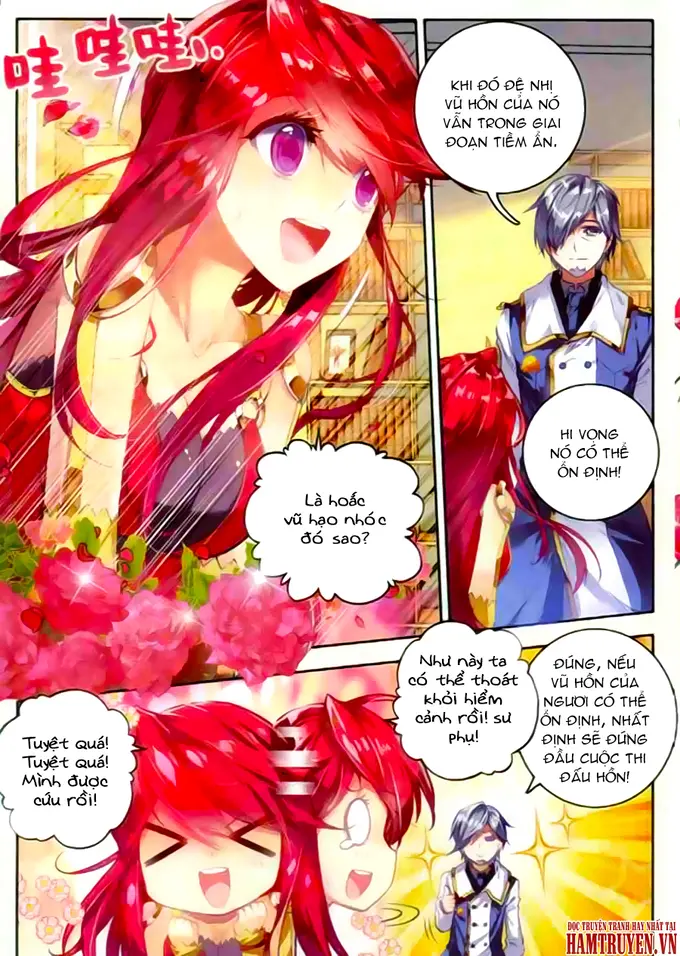 哇哇哇
KHI ĐÓ ĐỆ NHỊ
VŨ HỒN CỦA NÓ
VẪN TRONG GIAI
ĐOẠN TIỀM ẨN.
HI VỌNG
NÓ CÓ THỂ
ỔN ĐỊNH!
Là hoắc
vũ hạo nhóc
đó sao?
Như này ta
có thể thoát
khỏi hiểm
cảnh rồi! sư
phụ!
ĐÚNG, NẾU
VŨ HỒN CỦA
NGƯƠI CÓ THỂ
ỔN ĐỊNH, NHẤT
ĐỊNH SẼ ĐỨNG
ĐẦU CUỘC THI
ĐẤU HỒN!
Tuyệt quá!
Tuyệt quá!
Mình được
cứu rồi!
ĐỌC TRUYỆN TRANH HAY NHẤT TẠI
HAMTRUYEN.VN